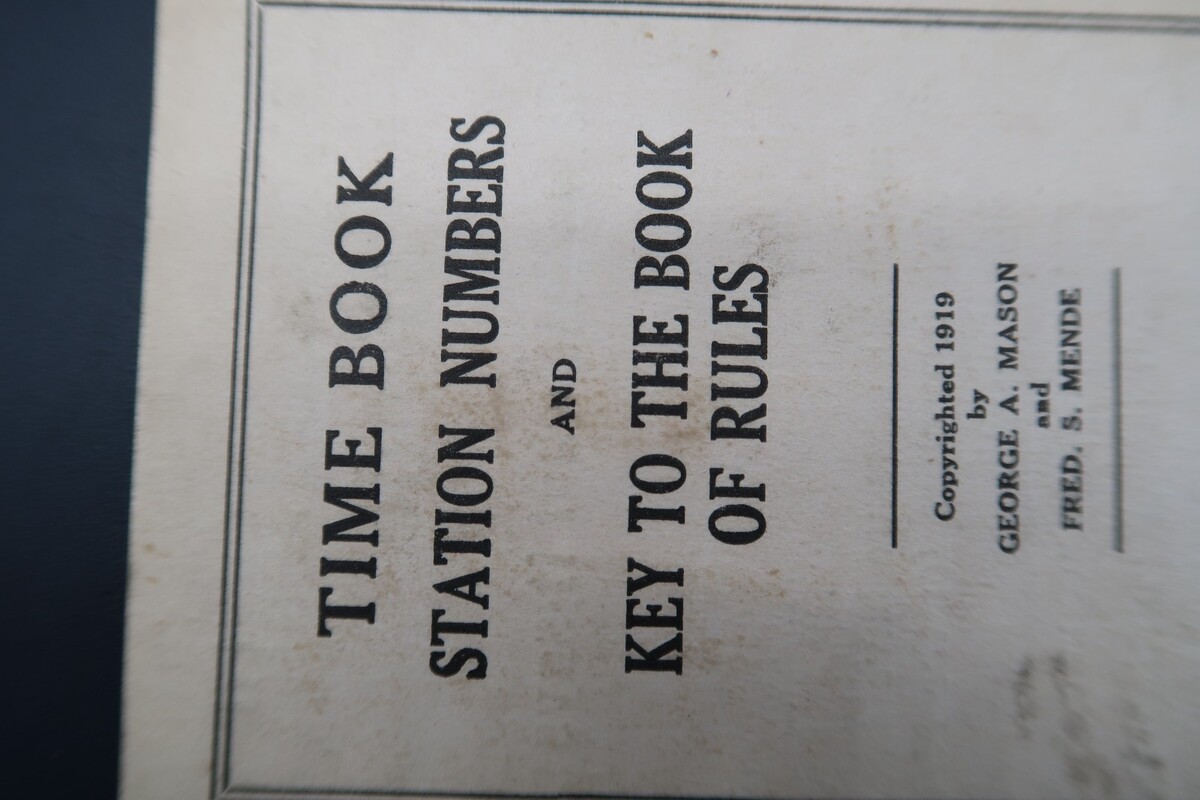 TIME BOOK
STATION NUMBERS
AND
KEY TO THE BOOK
OF RULES
Copyrighted 1919
by
GEORGE A. MASON
and
FRED. S. MENDE